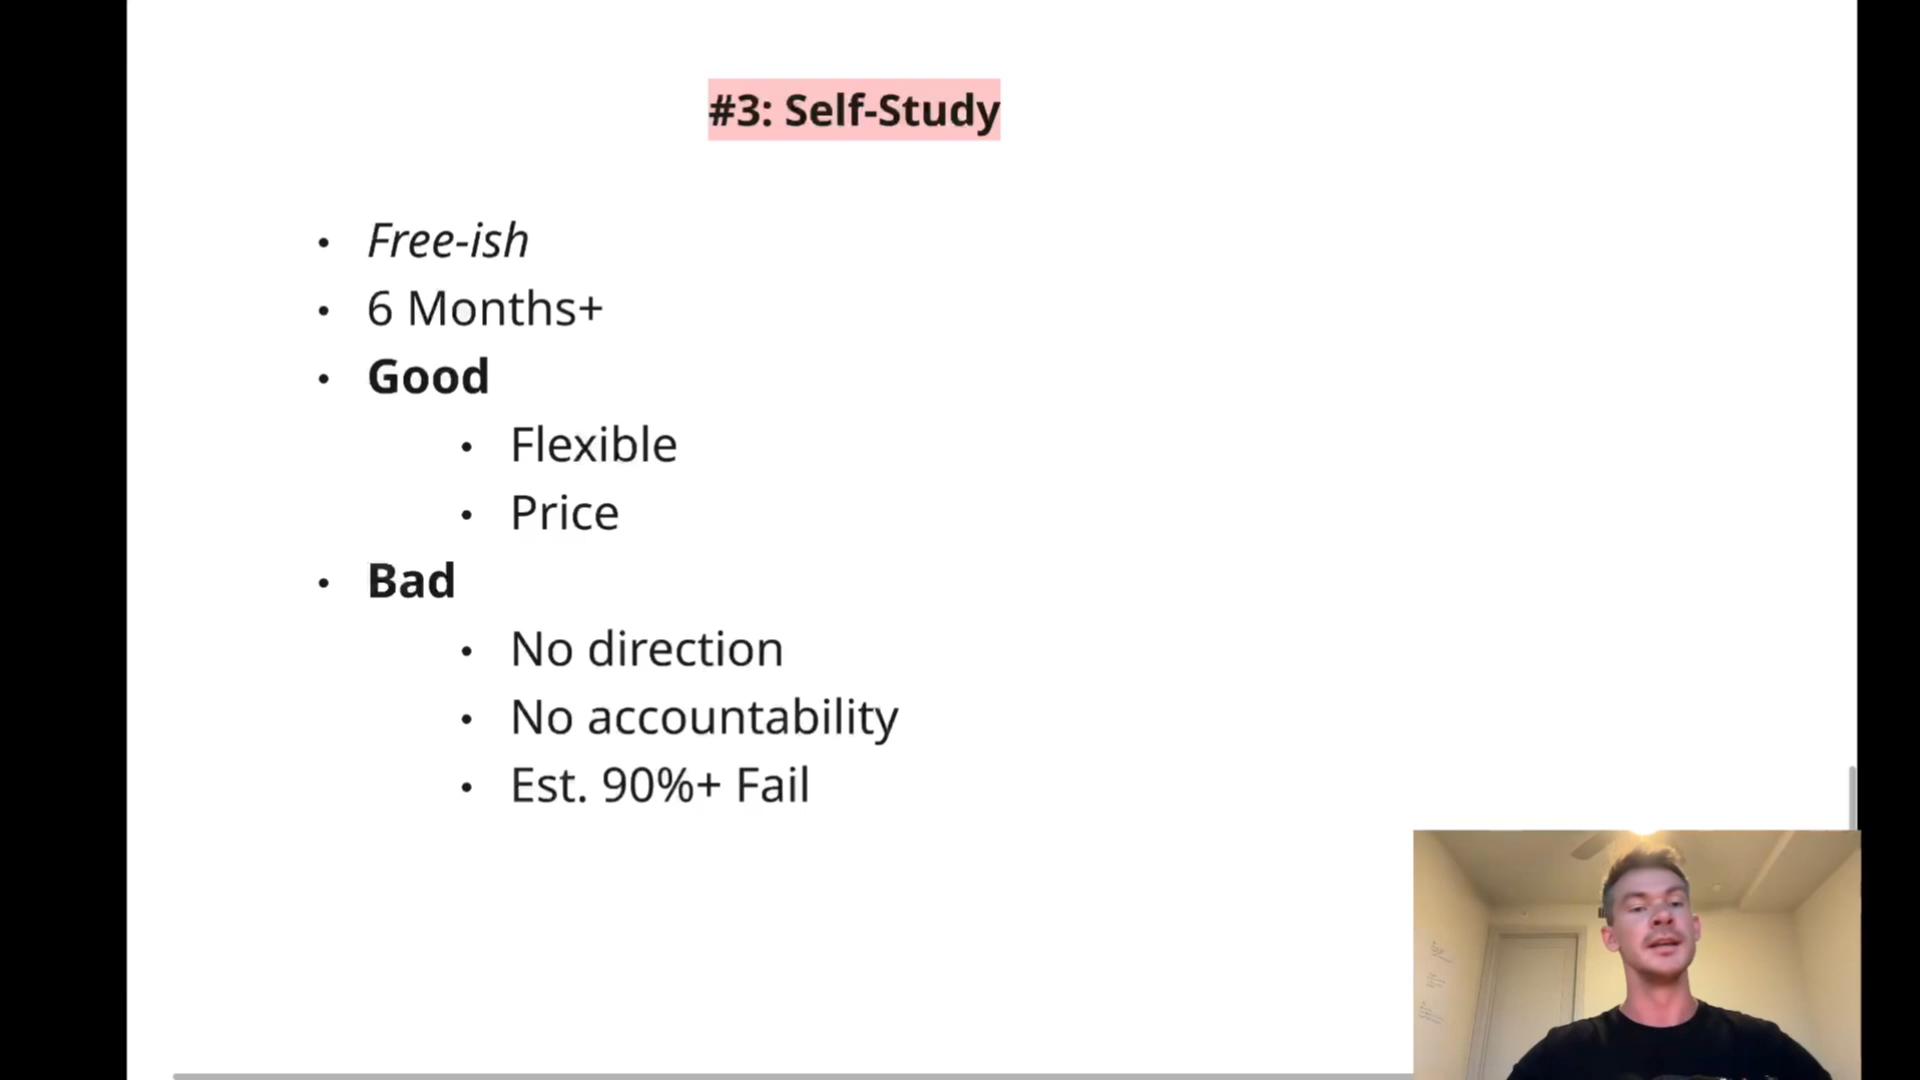 #3: Self-Study
• Free-ish
• 6 Months+
• Good
• Flexible
• Price
• Bad
• No direction
• No accountability
• Est. 90%+ Fail